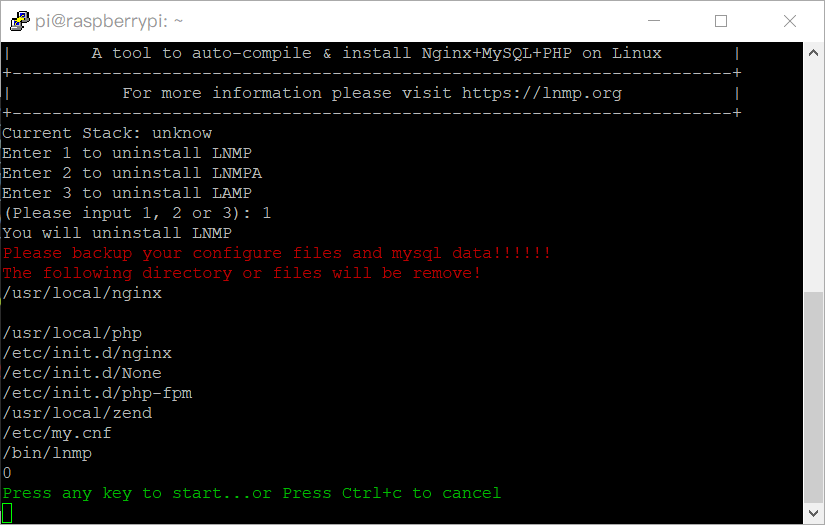 pi@raspberrypi: ~
| A tool to auto-compile & install Nginx+MySQL+PHP on Linux |
+------------------------------------------------------------------------+
| For more information please visit https://lnmp.org |
+------------------------------------------------------------------------+
Current Stack: unknow
Enter 1 to uninstall LNMP
Enter 2 to uninstall LNMPA
Enter 3 to uninstall LAMP
(Please input 1, 2 or 3): 1
You will uninstall LNMP
Please backup your configure files and mysql data!!!!!!
The following directory or files will be remove!
/usr/local/nginx
/usr/local/php
/etc/init.d/nginx
/etc/init.d/None
/etc/init.d/php-fpm
/usr/local/zend
/etc/my.cnf
/bin/lnmp
0
Press any key to start...or Press Ctrl+c to cancel